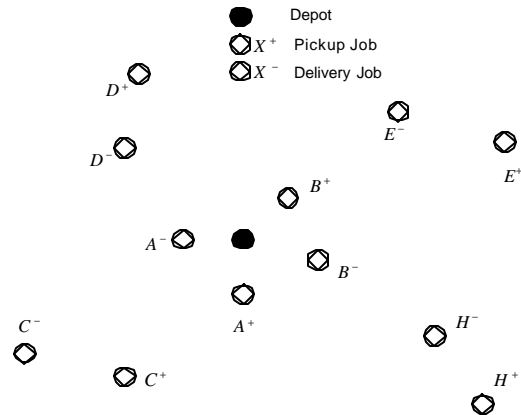 Depot
X⁺ Pickup Job
X⁻ Delivery Job
D⁺
E⁻
D⁻
E⁺
B⁺
A⁻
B⁻
A⁺
C⁻
H⁻
C⁺
H⁺